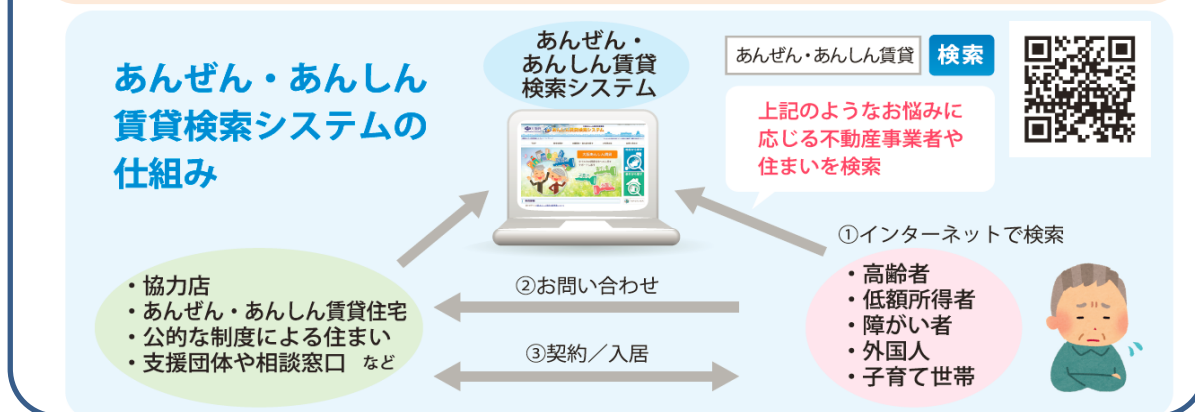 あんぜん・あんしん
賃貸検索システムの
仕組み
あんぜん・
あんしん賃貸
検索システム
あんぜん・あんしん賃貸
検索
上記のようなお悩みに
応じる不動産事業者や
住まいを検索
①インターネットで検索
・協力店
・あんぜん・あんしん賃貸住宅
・公的な制度による住まい
・支援団体や相談窓口 など
②お問い合わせ
③契約／入居
・高齢者
・低額所得者
・障がい者
・外国人
・子育て世帯